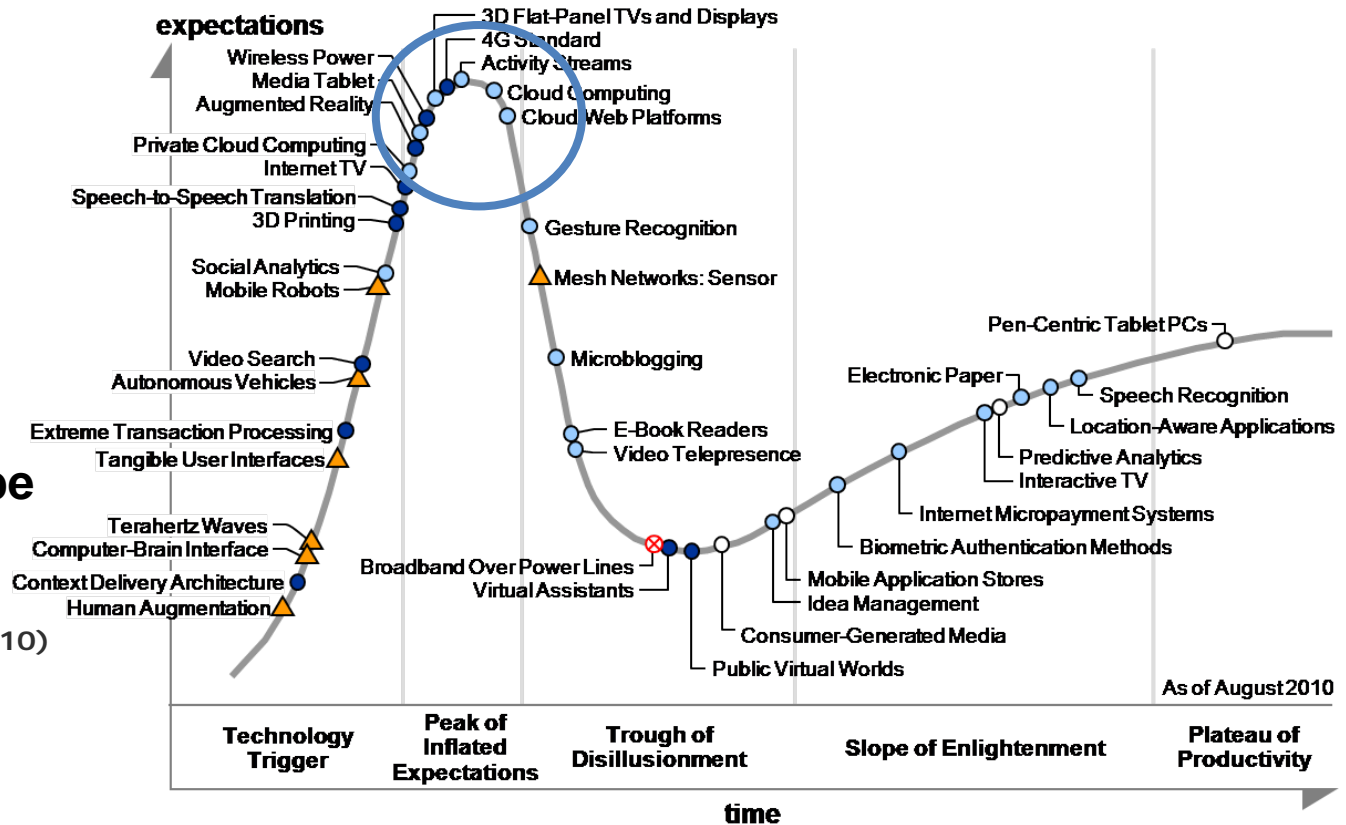 expectations
3D Flat-Panel TVs and Displays
4G Standard
Activity Streams
Wireless Power
Media Tablet
Augmented Reality
Cloud Computing
Cloud/Web Platforms
Private Cloud Computing
Internet TV
Speech-to-Speech Translation
3D Printing
Gesture Recognition
Social Analytics
Mobile Robots
Mesh Networks: Sensor
Video Search
Autonomous Vehicles
Microblogging
Extreme Transaction Processing
Tangible User Interfaces
E-Book Readers
Video Telepresence
Pen-Centric Tablet PCs
Electronic Paper
Speech Recognition
Location-Aware Applications
Predictive Analytics
Interactive TV
Internet Micropayment Systems
Biometric Authentication Methods
Mobile Application Stores
Idea Management
Consumer-Generated Media
Public Virtual Worlds
Broadband Over Power Lines
Virtual Assistants
Terahertz Waves
Computer-Brain Interface
Context Delivery Architecture
Human Augmentation
10)
As of August 2010
Technology
Trigger
Peak of
Inflated
Expectations
Trough of
Disillusionment
Slope of Enlightenment
Plateau of
Productivity
time